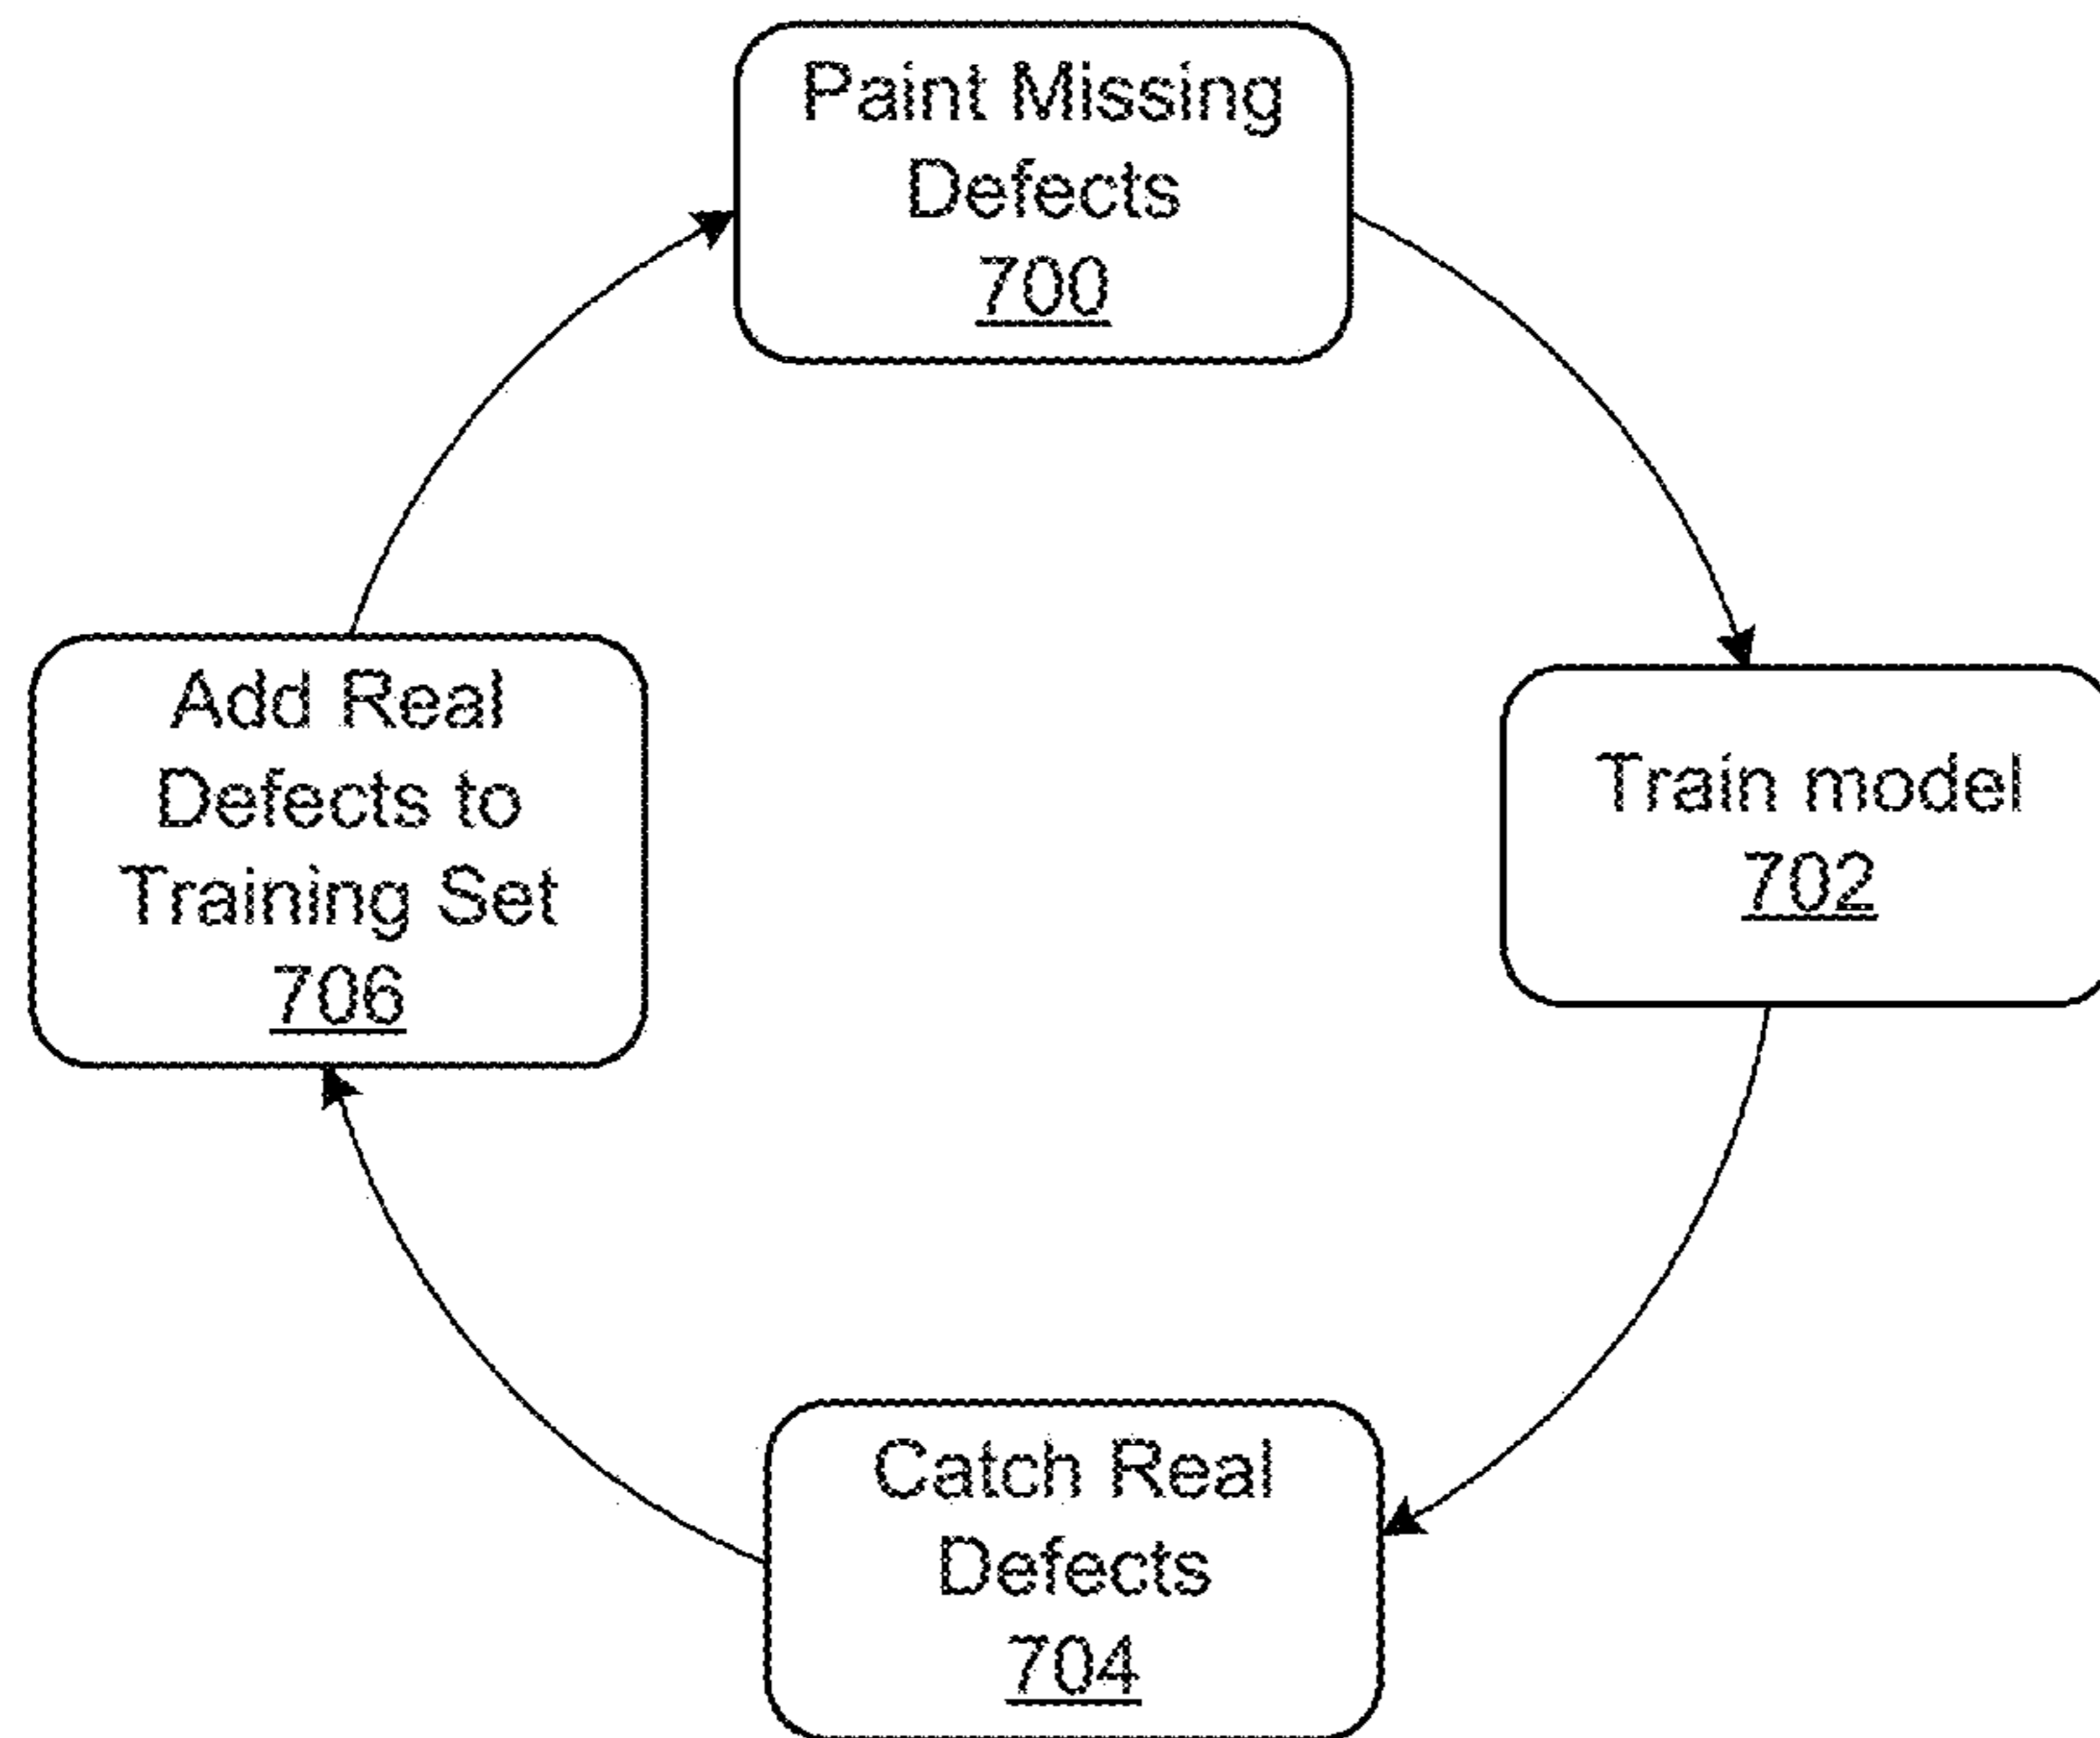 Paint Missing
Defects
700
Train model
702
Catch Real
Defects
704
Add Real
Defects to
Training Set
706